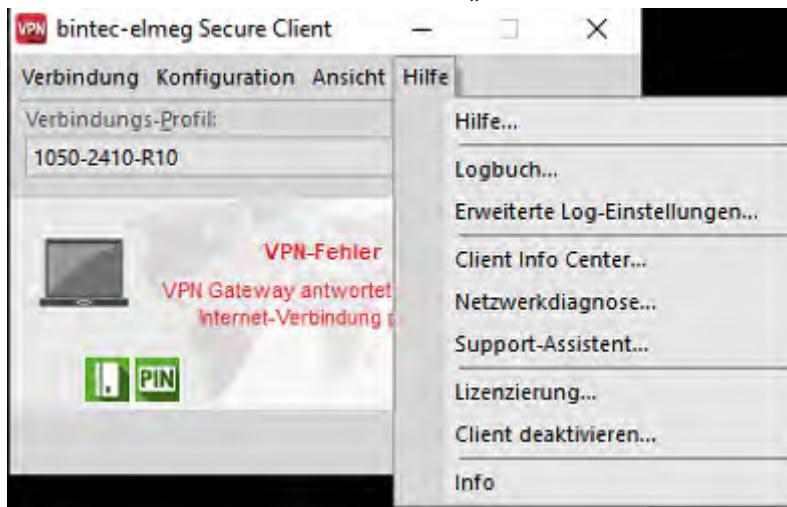 VPN bintec-elmeg Secure Client
Verbindung Konfiguration Ansicht Hilfe
Verbindungs-Profil:
1050-2410-R10
VPN-Fehler
VPN Gateway antwortet
Internet-Verbindung
PIN
Hilfe...
Logbuch...
Erweiterte Log-Einstellungen...
Client Info Center...
Netzwerkdiagnose...
Support-Assistent...
Lizenzierung...
Client deaktivieren...
Info